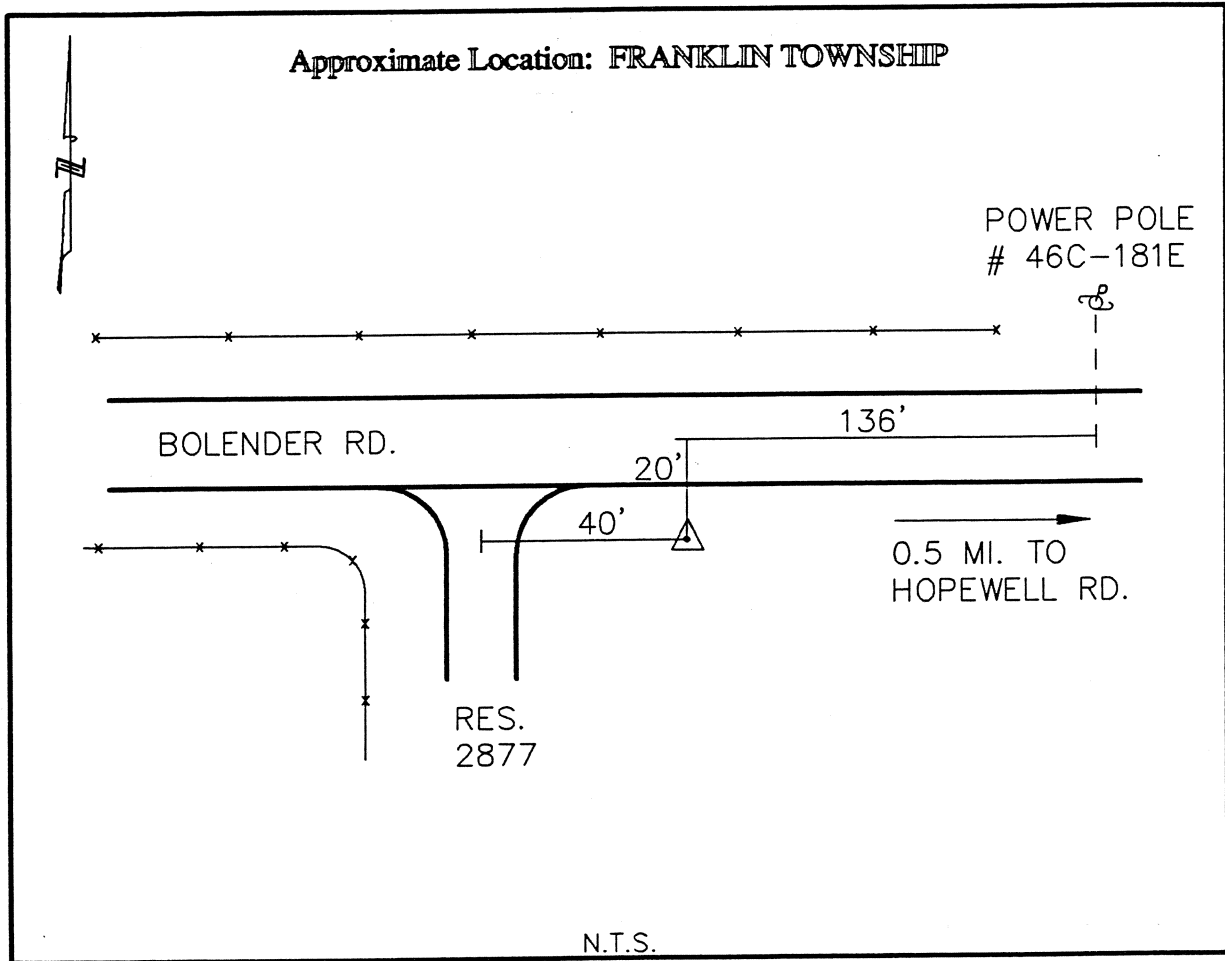 Approximate Location: FRANKLIN TOWNSHIP
N
POWER POLE
# 46C-181E
136'
BOLENDER RD.
20'
40'
0.5 MI. TO
HOPEWELL RD.
RES.
2877
N.T.S.